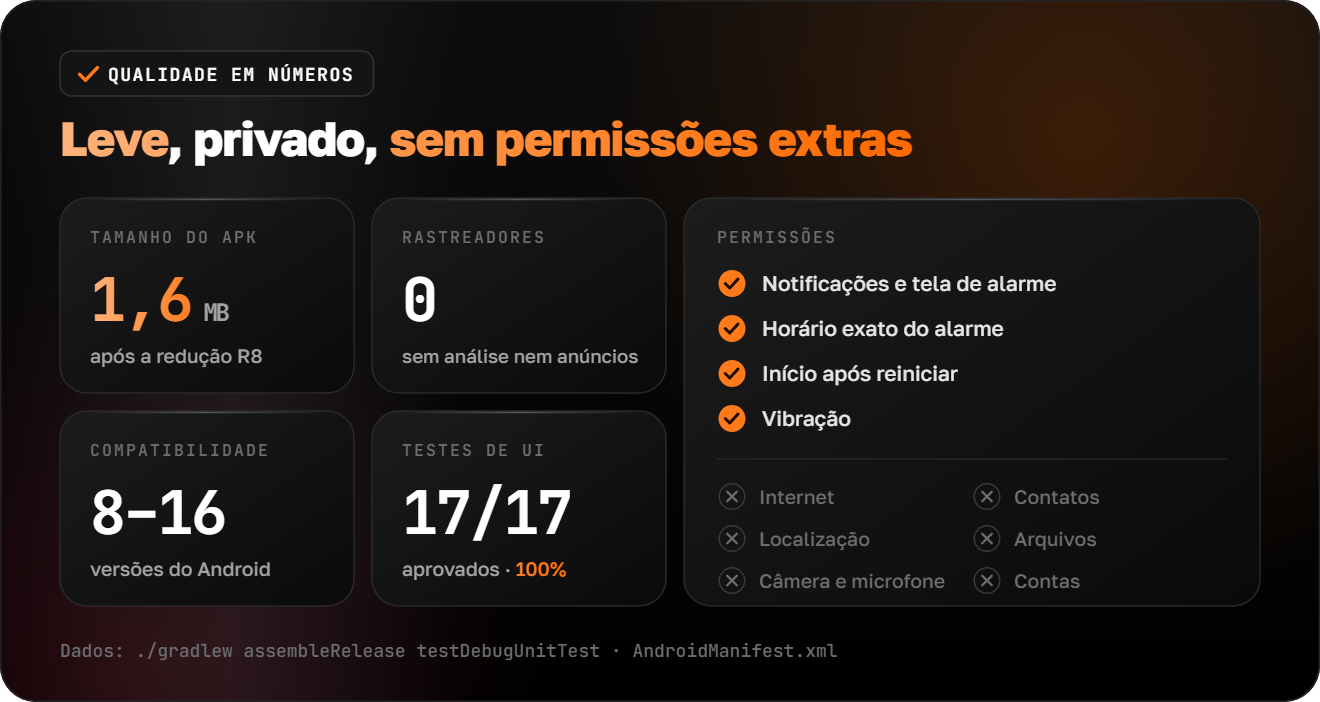 QUALIDADE EM NÚMEROS
Leve, privado, sem permissões extras
TAMANHO DO APK
1,6 MB
após a redução R8
RASTREADORES
0
sem análise nem anúncios
COMPATIBILIDADE
8–16
versões do Android
TESTES DE UI
17/17
aprovados · 100%
PERMISSÕES
Notificações e tela de alarme
Horário exato do alarme
Início após reiniciar
Vibração
Internet
Contatos
Localização
Arquivos
Câmera e microfone
Contas
Dados: ./gradlew assembleRelease testDebugUnitTest · AndroidManifest.xml